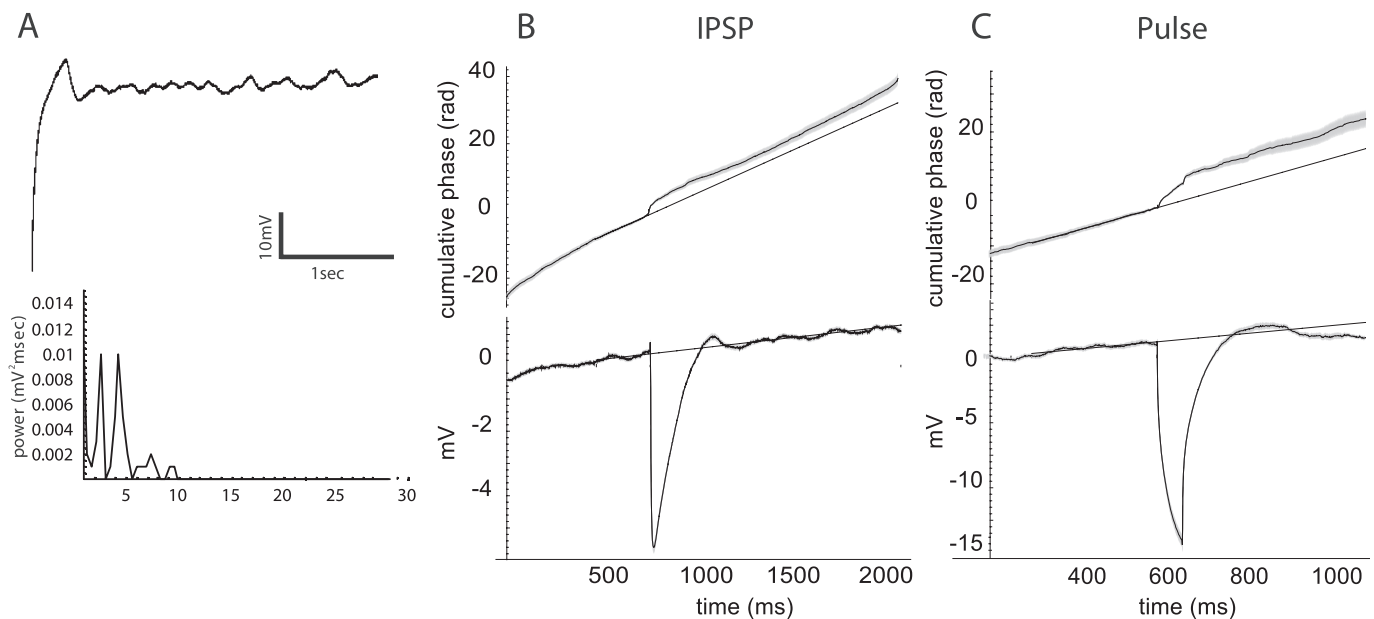 A
10mV
1sec
power (mV²msec)
0.014
0.012
0.01
0.008
0.006
0.004
0.002
5 10 15 20 25 30
B IPSP
cumulative phase (rad)
40
20
0
-20
mV
0
-2
-4
500 1000 1500 2000
time (ms)
C Pulse
cumulative phase (rad)
20
0
-20
mV
0
-5
-10
-15
400 600 800 1000
time (ms)